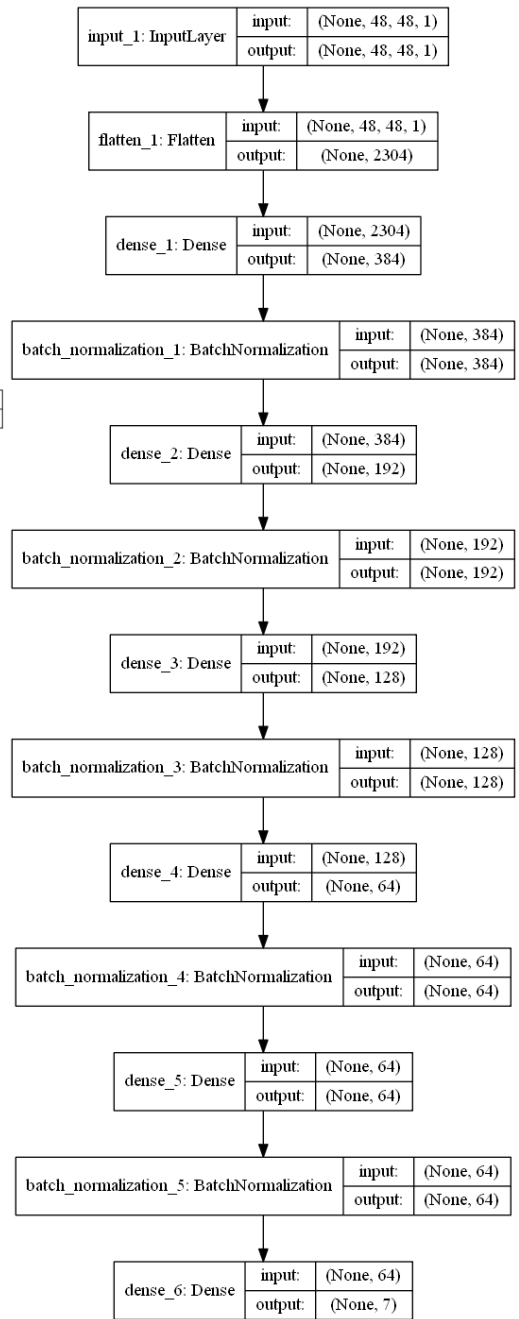 input_1: InputLayer input: (None, 48, 48, 1)
output: (None, 48, 48, 1)
flatten_1: Flatten input: (None, 48, 48, 1)
output: (None, 2304)
dense_1: Dense input: (None, 2304)
output: (None, 384)
batch_normalization_1: BatchNormalization input: (None, 384)
output: (None, 384)
dense_2: Dense input: (None, 384)
output: (None, 192)
batch_normalization_2: BatchNormalization input: (None, 192)
output: (None, 192)
dense_3: Dense input: (None, 192)
output: (None, 128)
batch_normalization_3: BatchNormalization input: (None, 128)
output: (None, 128)
dense_4: Dense input: (None, 128)
output: (None, 64)
batch_normalization_4: BatchNormalization input: (None, 64)
output: (None, 64)
dense_5: Dense input: (None, 64)
output: (None, 64)
batch_normalization_5: BatchNormalization input: (None, 64)
output: (None, 64)
dense_6: Dense input: (None, 64)
output: (None, 7)